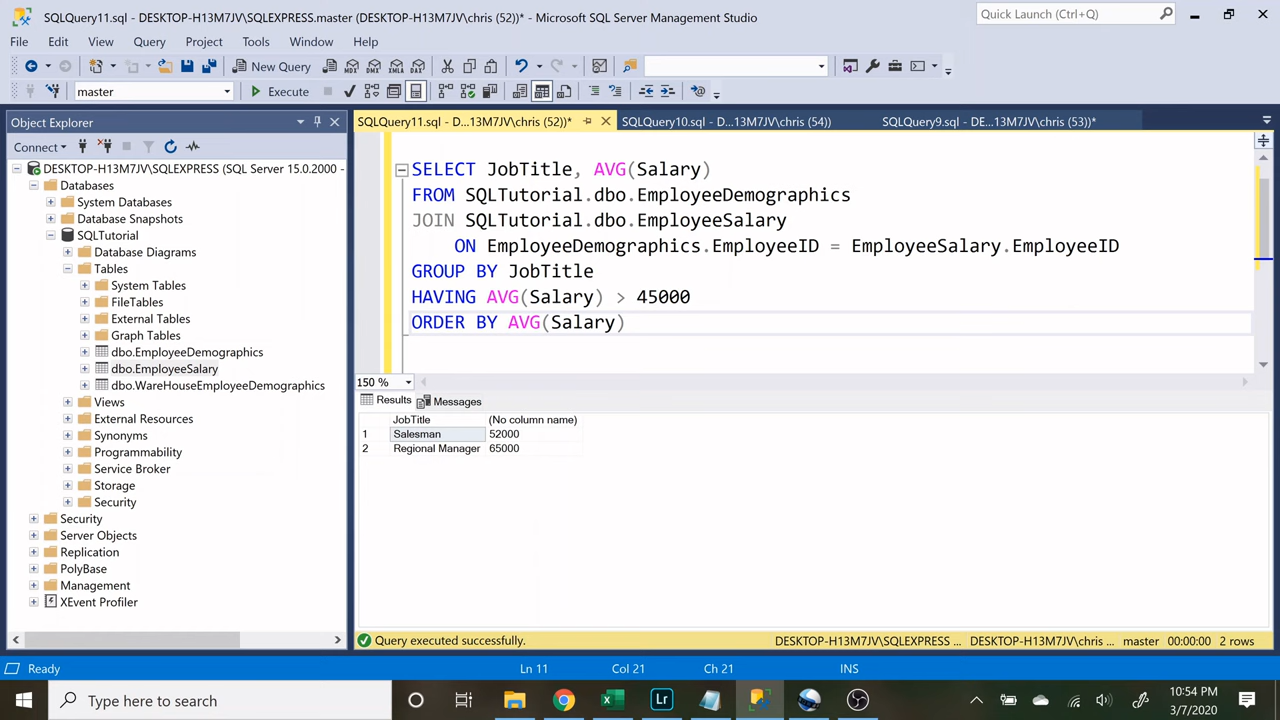 SQLQuery11.sql - DESKTOP-H13M7JV\SQLEXPRESS.master (DESKTOP-H13M7JV\chris (52))* - Microsoft SQL Server Management Studio
Quick Launch (Ctrl+Q)
File Edit View Query Project Tools Window Help
New Query
MDX DMX XMLA DAX
master
Execute
Object Explorer
SQLQuery11.sql - D...13M7JV\chris (52))*
SQLQuery10.sql - D...13M7JV\chris (54))
SQLQuery9.sql - DE...13M7JV\chris (53))*
Connect
DESKTOP-H13M7JV\SQLEXPRESS (SQL Server 15.0.2000 -
Databases
System Databases
Database Snapshots
SQLTutorial
Database Diagrams
Tables
System Tables
FileTables
External Tables
Graph Tables
dbo.EmployeeDemographics
dbo.EmployeeSalary
dbo.WareHouseEmployeeDemographics
Views
External Resources
Synonyms
Programmability
Service Broker
Storage
Security
Security
Server Objects
Replication
PolyBase
Management
XEvent Profiler
SELECT JobTitle, AVG(Salary)
FROM SQLTutorial.dbo.EmployeeDemographics
JOIN SQLTutorial.dbo.EmployeeSalary
ON EmployeeDemographics.EmployeeID = EmployeeSalary.EmployeeID
GROUP BY JobTitle
HAVING AVG(Salary) > 45000
ORDER BY AVG(Salary)
150 %
Results Messages
JobTitle (No column name)
1 Salesman 52000
2 Regional Manager 65000
Query executed successfully.
DESKTOP-H13M7JV\SQLEXPRESS ... DESKTOP-H13M7JV\chris ... master 00:00:00 2 rows
Ready Ln 11 Col 21 Ch 21 INS
Type here to search
Lr
10:54 PM
3/7/2020